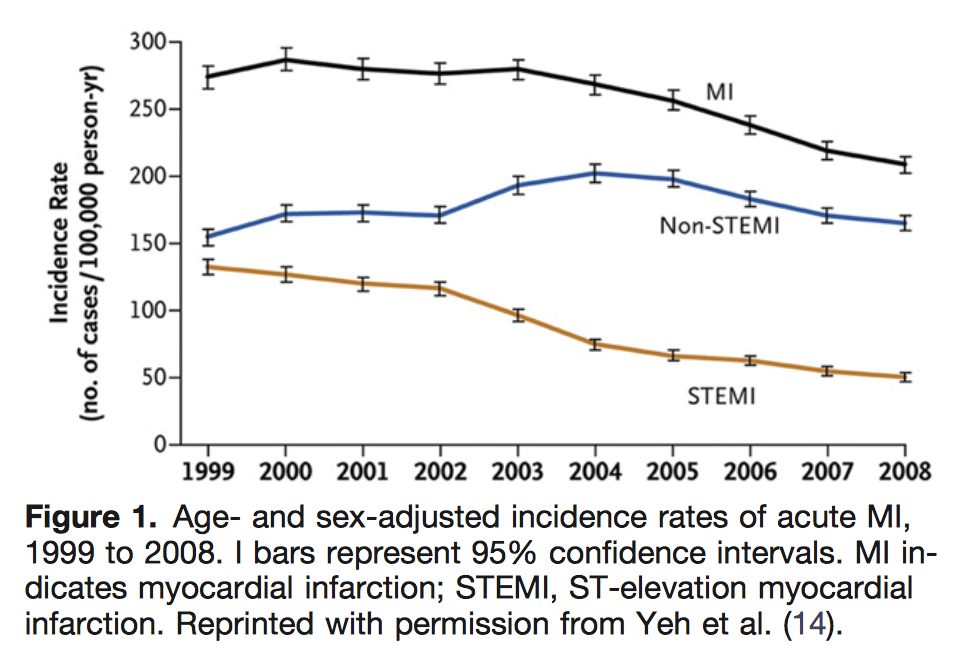 300
250
200
150
100
50
0
Incidence Rate
(no. of cases/100,000 person-yr)
MI
Non-STEMI
STEMI
1999 2000 2001 2002 2003 2004 2005 2006 2007 2008
Figure 1. Age- and sex-adjusted incidence rates of acute MI,
1999 to 2008. I bars represent 95% confidence intervals. MI in-
dicates myocardial infarction; STEMI, ST-elevation myocardial
infarction. Reprinted with permission from Yeh et al. (14).